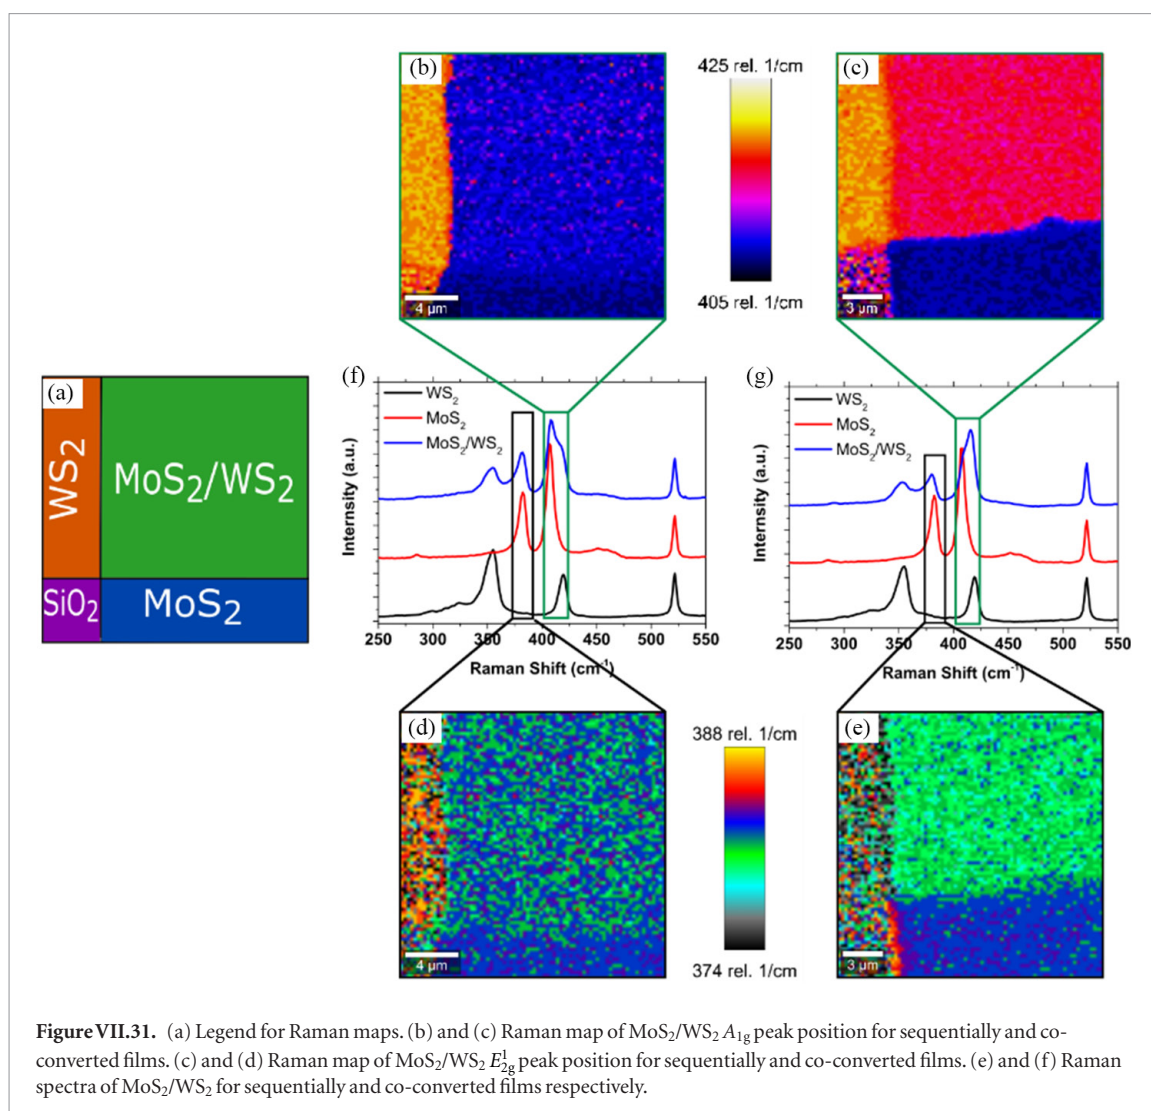 (b)
425 rel. 1/cm
405 rel. 1/cm
4 µm
(c)
3 µm
(a)
WS₂
MoS₂/WS₂
SiO₂
MoS₂
(f)
WS₂
MoS₂
MoS₂/WS₂
Internsity (a.u.)
250 300 350 400 450 500 550
Raman Shift (cm⁻¹)
(g)
WS₂
MoS₂
MoS₂/WS₂
Internsity (a.u.)
250 300 350 400 450 500 550
Raman Shift (cm⁻¹)
(d)
4 µm
388 rel. 1/cm
374 rel. 1/cm
(e)
3 µm
Figure VII.31. (a) Legend for Raman maps. (b) and (c) Raman map of MoS₂/WS₂ A₁g peak position for sequentially and co-
converted films. (c) and (d) Raman map of MoS₂/WS₂ E¹₂g peak position for sequentially and co-converted films. (e) and (f) Raman
spectra of MoS₂/WS₂ for sequentially and co-converted films respectively.